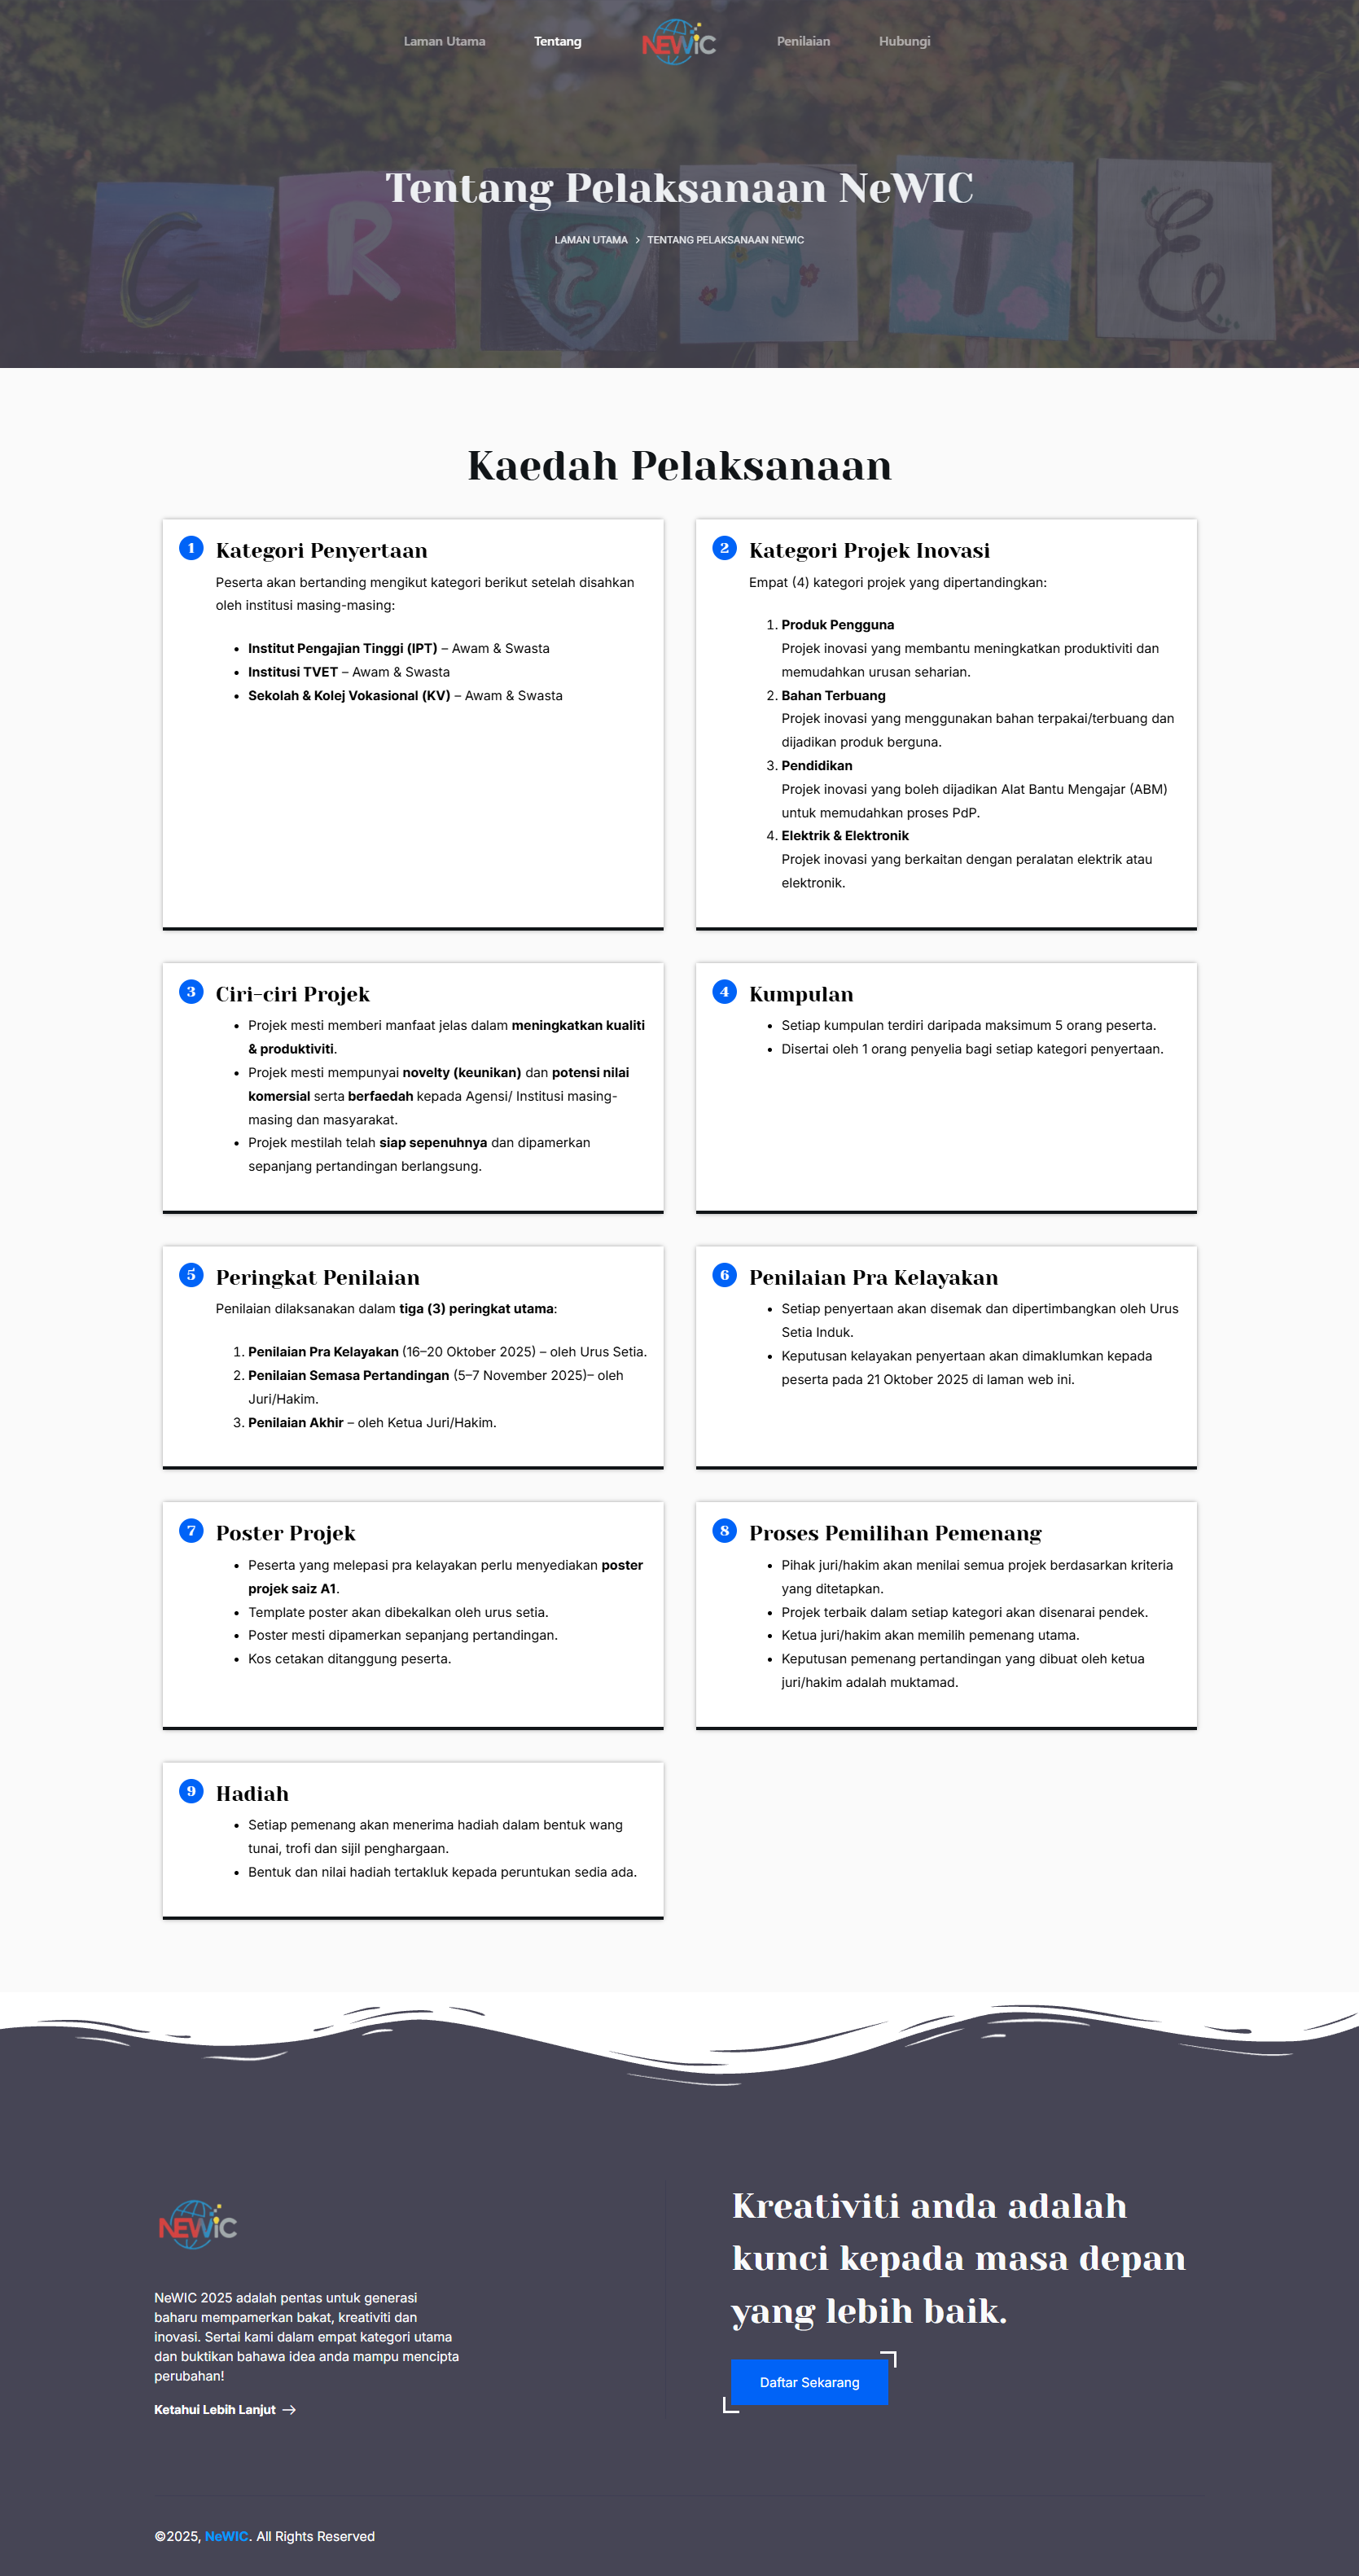 Laman Utama
Tentang
NEWiC
Penilaian
Hubungi
CREATE
Tentang Pelaksanaan NeWIC
LAMAN UTAMA > TENTANG PELAKSANAAN NEWIC
Kaedah Pelaksanaan
1 Kategori Penyertaan
Peserta akan bertanding mengikut kategori berikut setelah disahkan
oleh institusi masing-masing:
• Institut Pengajian Tinggi (IPT) – Awam & Swasta
• Institusi TVET – Awam & Swasta
• Sekolah & Kolej Vokasional (KV) – Awam & Swasta
2 Kategori Projek Inovasi
Empat (4) kategori projek yang dipertandingkan:
1. Produk Pengguna
Projek inovasi yang membantu meningkatkan produktiviti dan
memudahkan urusan seharian.
2. Bahan Terbuang
Projek inovasi yang menggunakan bahan terpakai/terbuang dan
dijadikan produk berguna.
3. Pendidikan
Projek inovasi yang boleh dijadikan Alat Bantu Mengajar (ABM)
untuk memudahkan proses PdP.
4. Elektrik & Elektronik
Projek inovasi yang berkaitan dengan peralatan elektrik atau
elektronik.
3 Ciri-ciri Projek
• Projek mesti memberi manfaat jelas dalam meningkatkan kualiti
& produktiviti.
• Projek mesti mempunyai novelty (keunikan) dan potensi nilai
komersial serta berfaedah kepada Agensi/ Institusi masing-
masing dan masyarakat.
• Projek mestilah telah siap sepenuhnya dan dipamerkan
sepanjang pertandingan berlangsung.
4 Kumpulan
• Setiap kumpulan terdiri daripada maksimum 5 orang peserta.
• Disertai oleh 1 orang penyelia bagi setiap kategori penyertaan.
5 Peringkat Penilaian
Penilaian dilaksanakan dalam tiga (3) peringkat utama:
1. Penilaian Pra Kelayakan (16–20 Oktober 2025) – oleh Urus Setia.
2. Penilaian Semasa Pertandingan (5–7 November 2025)– oleh
Juri/Hakim.
3. Penilaian Akhir – oleh Ketua Juri/Hakim.
6 Penilaian Pra Kelayakan
• Setiap penyertaan akan disemak dan dipertimbangkan oleh Urus
Setia Induk.
• Keputusan kelayakan penyertaan akan dimaklumkan kepada
peserta pada 21 Oktober 2025 di laman web ini.
7 Poster Projek
• Peserta yang melepasi pra kelayakan perlu menyediakan poster
projek saiz A1.
• Template poster akan dibekalkan oleh urus setia.
• Poster mesti dipamerkan sepanjang pertandingan.
• Kos cetakan ditanggung peserta.
8 Proses Pemilihan Pemenang
• Pihak juri/hakim akan menilai semua projek berdasarkan kriteria
yang ditetapkan.
• Projek terbaik dalam setiap kategori akan disenarai pendek.
• Ketua juri/hakim akan memilih pemenang utama.
• Keputusan pemenang pertandingan yang dibuat oleh ketua
juri/hakim adalah muktamad.
9 Hadiah
• Setiap pemenang akan menerima hadiah dalam bentuk wang
tunai, trofi dan sijil penghargaan.
• Bentuk dan nilai hadiah tertakluk kepada peruntukan sedia ada.
NEWiC
NeWIC 2025 adalah pentas untuk generasi
baharu mempamerkan bakat, kreativiti dan
inovasi. Sertai kami dalam empat kategori utama
dan buktikan bahawa idea anda mampu mencipta
perubahan!
Ketahui Lebih Lanjut →
Kreativiti anda adalah
kunci kepada masa depan
yang lebih baik.
Daftar Sekarang
©2025, NeWIC. All Rights Reserved